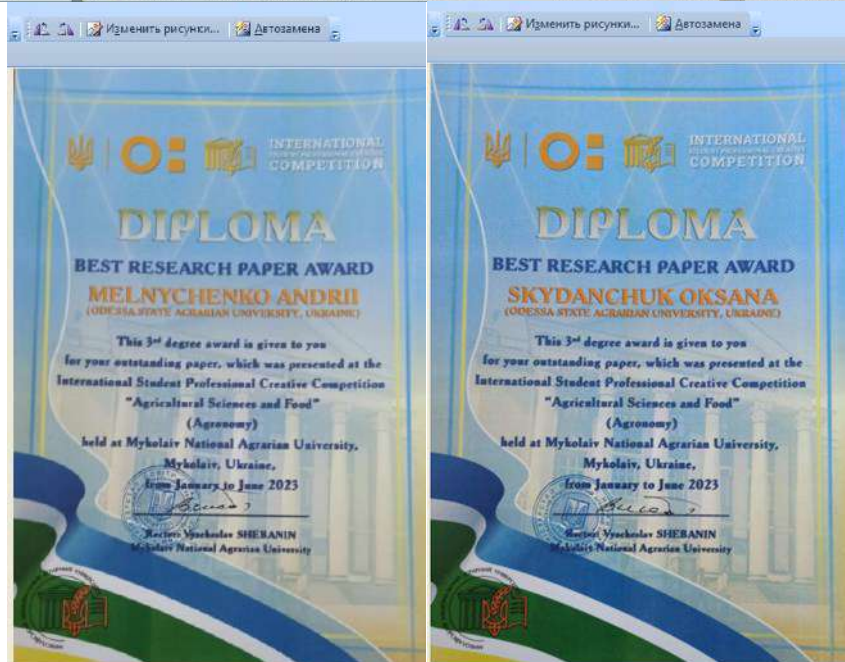 Изменить рисунки... Автозамена
INTERNATIONAL
COMPETITION
DIPLOMA
BEST RESEARCH PAPER AWARD
MELNYCHENKO ANDRII
(ODESSA STATE AGRARIAN UNIVERSITY, UKRAINE)
This 3rd degree award is given to you
for your outstanding paper, which was presented at the
International Student Professional Creative Competition
"Agricultural Sciences and Food"
(Agronomy)
held at Mykolaiv National Agrarian University,
Mykolaiv, Ukraine,
from January to June 2023
Rector: Vyacheslav SHEBANIN
Mykolaiv National Agrarian University
Изменить рисунки... Автозамена
INTERNATIONAL
STUDENT PROFESSIONAL CREATIVE
COMPETITION
DIPLOMA
BEST RESEARCH PAPER AWARD
SKYDANCHUK OKSANA
(ODESSA STATE AGRARIAN UNIVERSITY, UKRAINE)
This 3rd degree award is given to you
for your outstanding paper, which was presented at the
International Student Professional Creative Competition
"Agricultural Sciences and Food"
(Agronomy)
held at Mykolaiv National Agrarian University,
Mykolaiv, Ukraine,
from January to June 2023
Rector: Vyacheslav SHEBANIN
Mykolaiv National Agrarian University